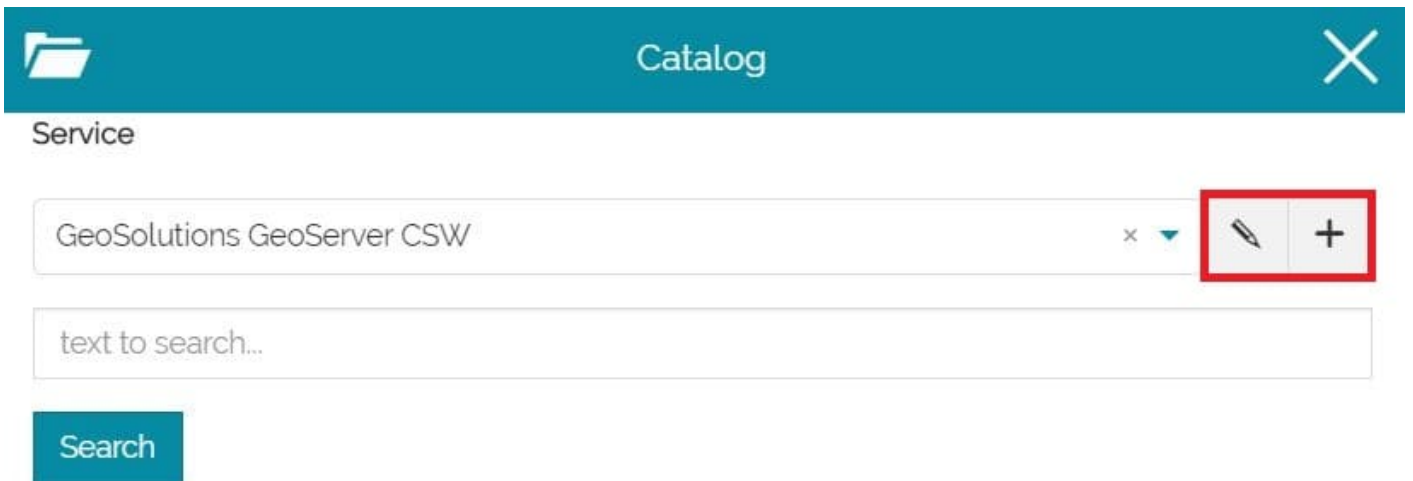 Catalog
Service
GeoSolutions GeoServer CSW
text to search...
Search